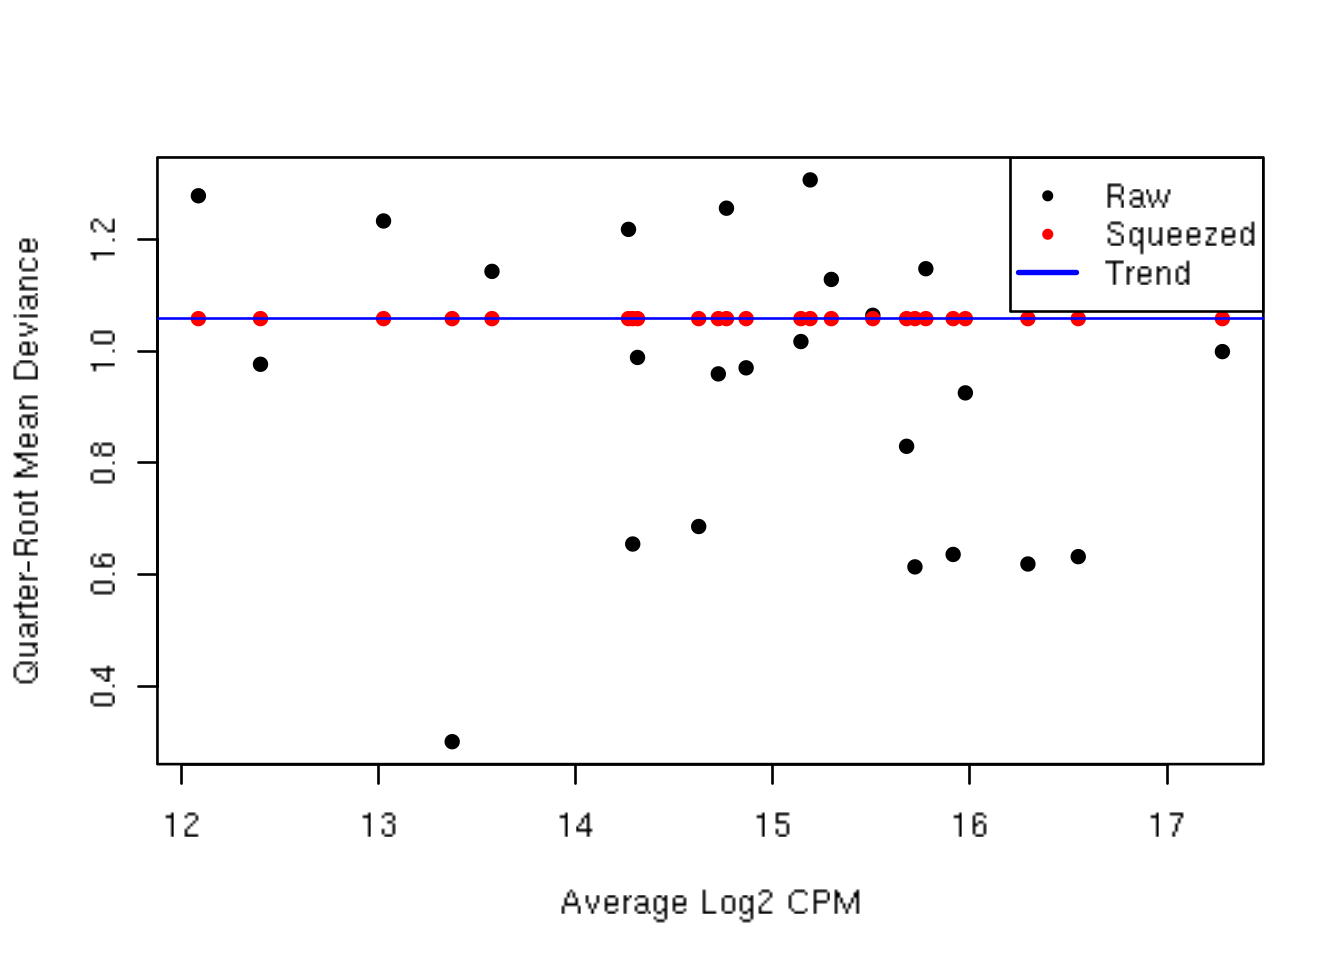 Raw
Squeezed
Trend
Quarter-Root Mean Deviance
1.2
1.0
0.8
0.6
0.4
12 13 14 15 16 17
Average Log2 CPM